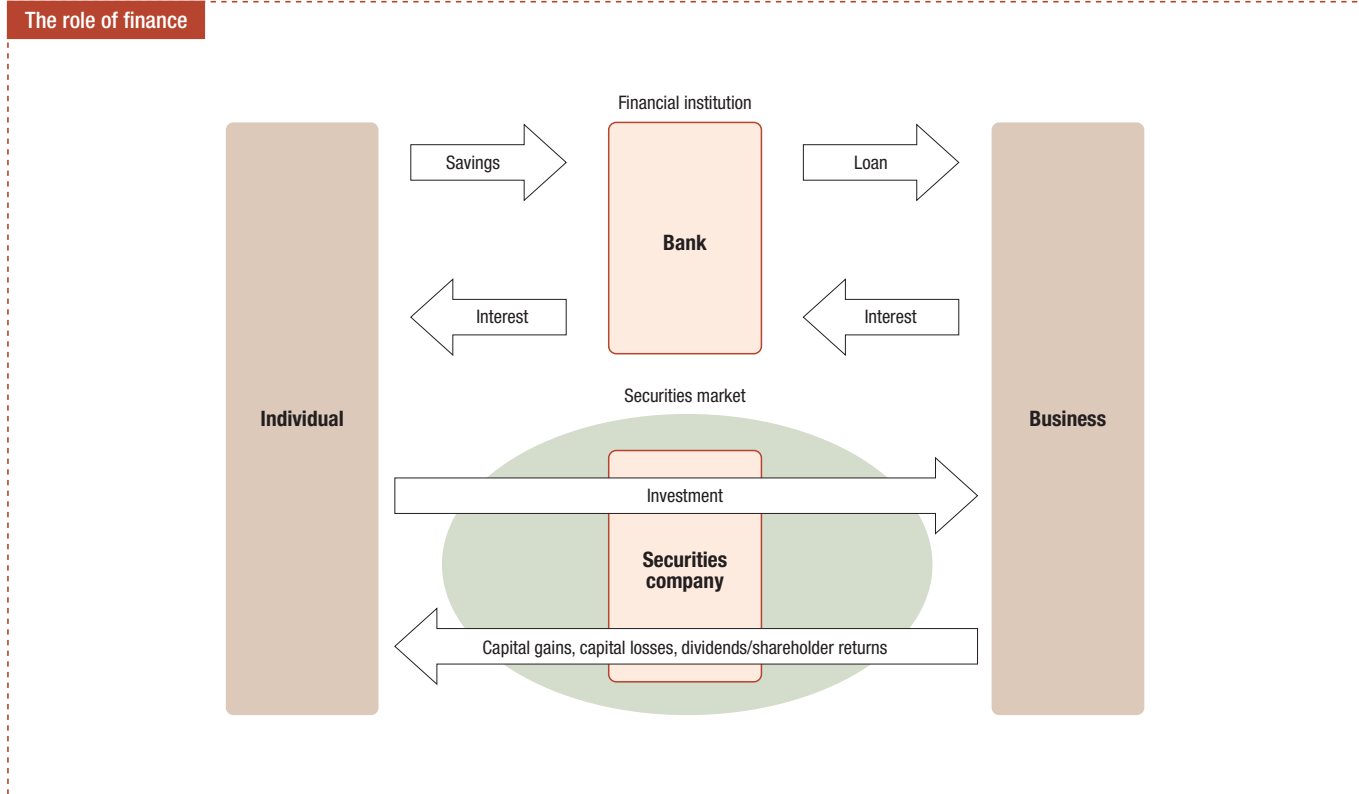 The role of finance
Financial institution
Savings
Loan
Bank
Interest
Interest
Securities market
Individual
Business
Investment
Securities
company
Capital gains, capital losses, dividends/shareholder returns